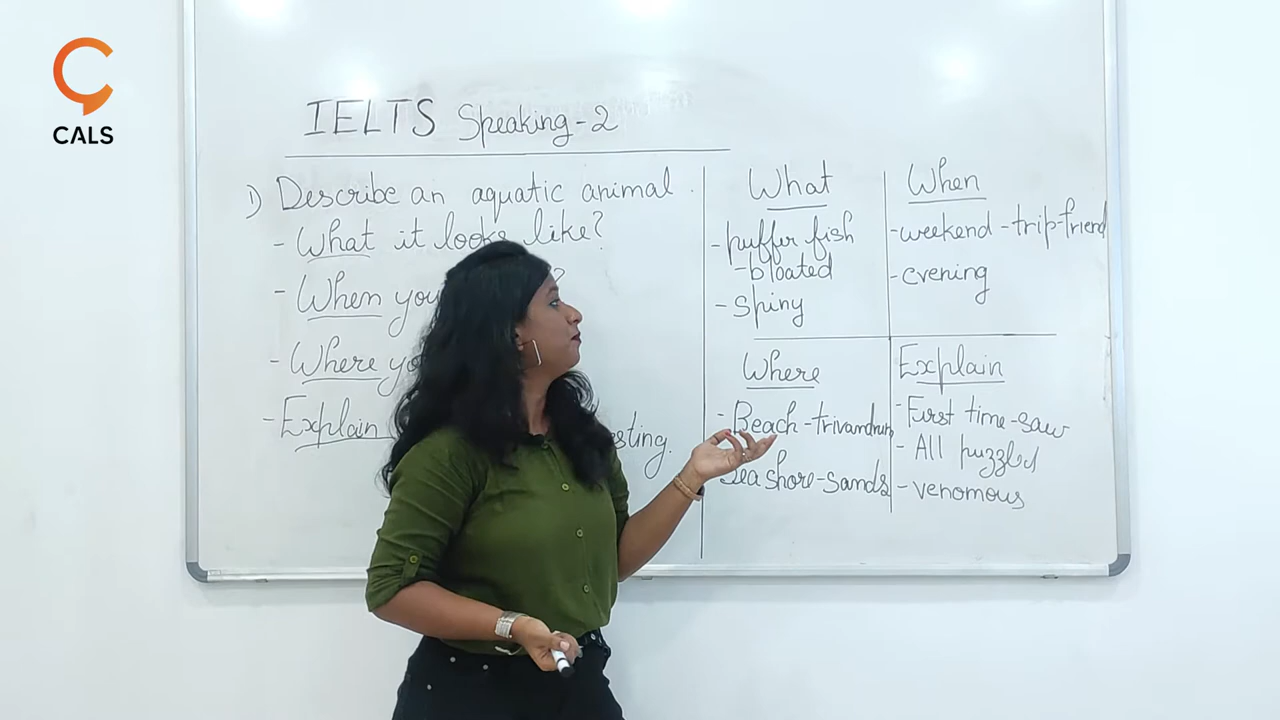 CALS
IELTS Speaking-2
1) Describe an aquatic animal.
- What it looks like?
- When you ?
- Where yo
- Explain esting.
What
- puffer fish
- bloated
- spiny
When
- weekend - trip - friend
- evening
Where
- Beach - trivandrum
Sea shore - sands
Explain
- First time - saw
- All puzzled
- venomous